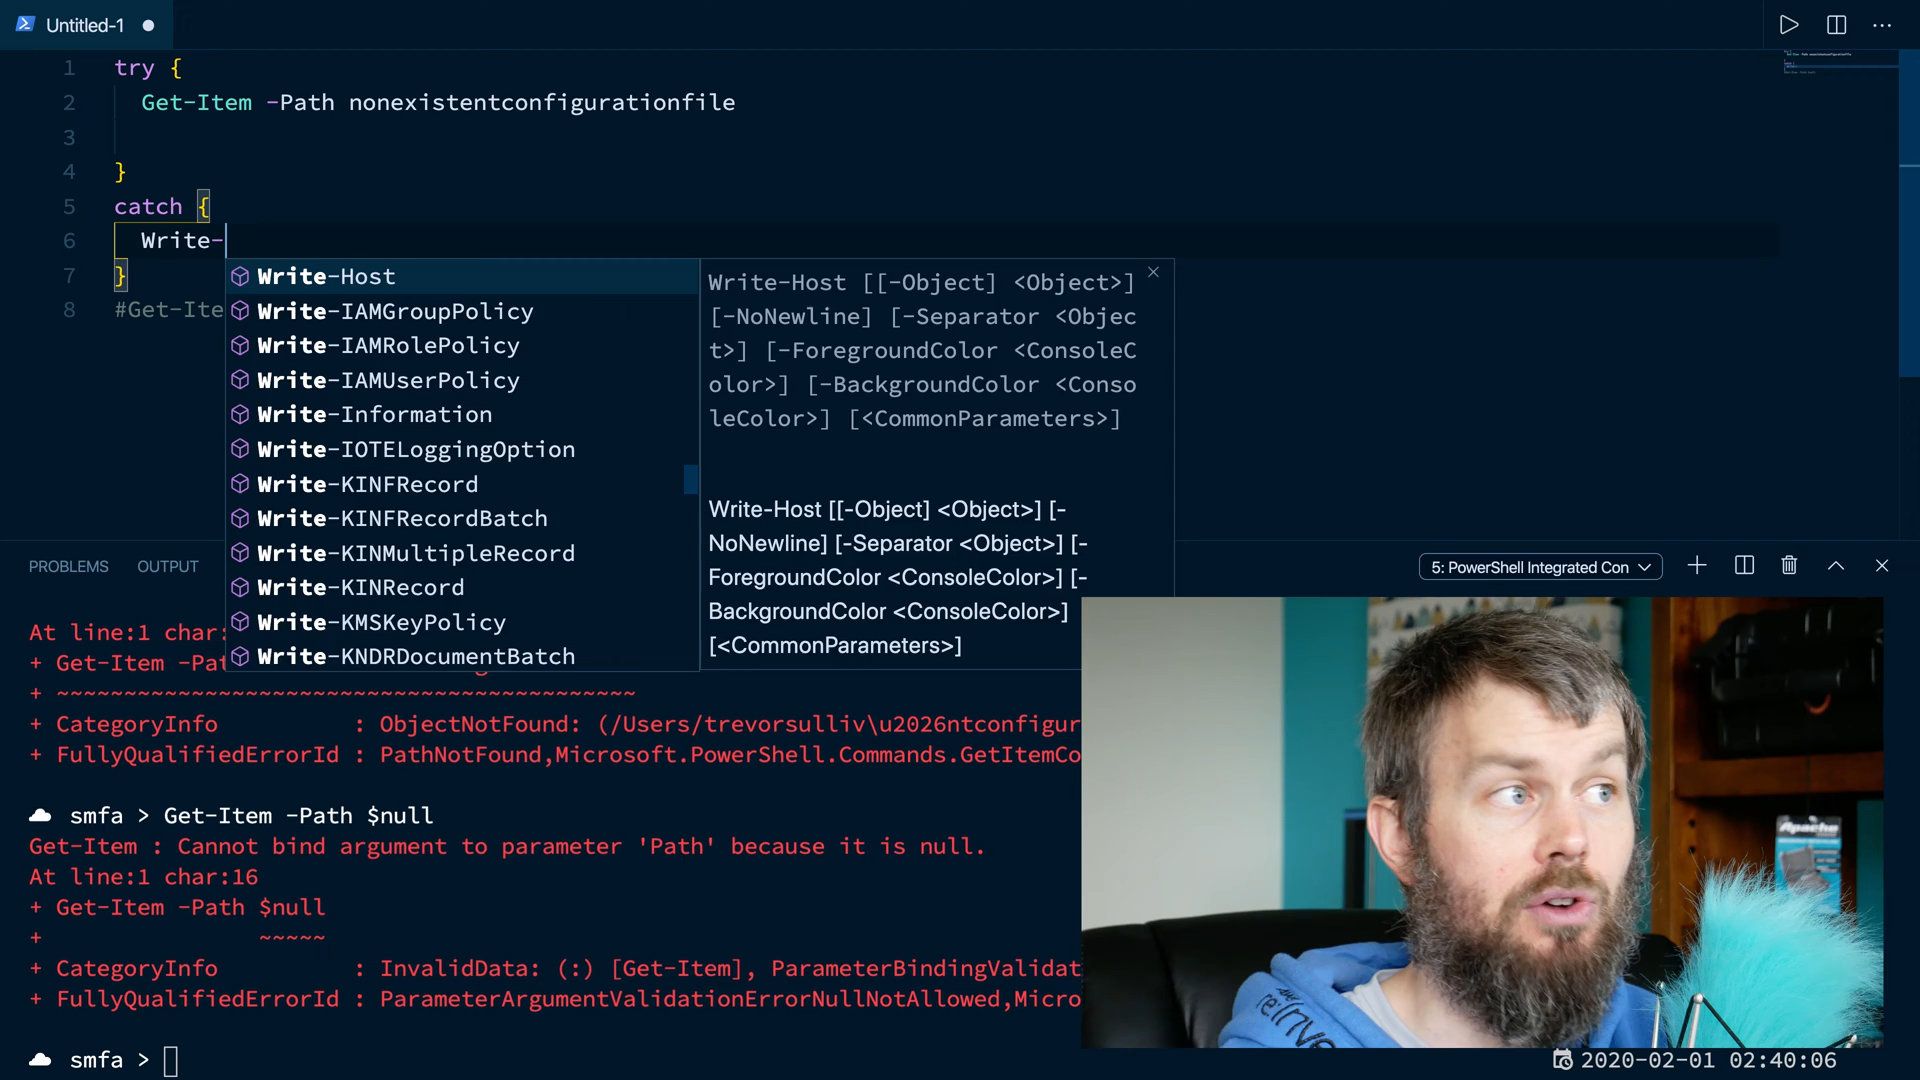 Untitled-1
1 try {
2 Get-Item -Path nonexistentconfigurationfile
3
4 }
5 catch {
6 Write-
7 }
8 #Get-Ite
Write-Host
Write-IAMGroupPolicy
Write-IAMRolePolicy
Write-IAMUserPolicy
Write-Information
Write-IOTELoggingOption
Write-KINFRecord
Write-KINFRecordBatch
Write-KINMultipleRecord
Write-KINRecord
Write-KMSKeyPolicy
Write-KNDRDocumentBatch
Write-Host [[-Object] <Object>]
[-NoNewline] [-Separator <Objec
t>] [-ForegroundColor <ConsoleC
olor>] [-BackgroundColor <Conso
leColor>] [<CommonParameters>]
Write-Host [[-Object] <Object>] [-
NoNewline] [-Separator <Object>] [-
ForegroundColor <ConsoleColor>] [-
BackgroundColor <ConsoleColor>]
[<CommonParameters>]
PROBLEMS OUTPUT
5: PowerShell Integrated Con
At line:1 char:
+ Get-Item -Pat
+ ~~~~~~~~~~~~~~~~~~~~~~~~~~~~~~~~~~~~~~~~~~~
+ CategoryInfo : ObjectNotFound: (/Users/trevorsulliv\u2026ntconfigur
+ FullyQualifiedErrorId : PathNotFound,Microsoft.PowerShell.Commands.GetItemCo
smfa > Get-Item -Path $null
Get-Item : Cannot bind argument to parameter 'Path' because it is null.
At line:1 char:16
+ Get-Item -Path $null
+ ~~~~~
+ CategoryInfo : InvalidData: (:) [Get-Item], ParameterBindingValidat
+ FullyQualifiedErrorId : ParameterArgumentValidationErrorNullNotAllowed,Micro
smfa >
Apache
re:Inve
2020-02-01 02:40:06